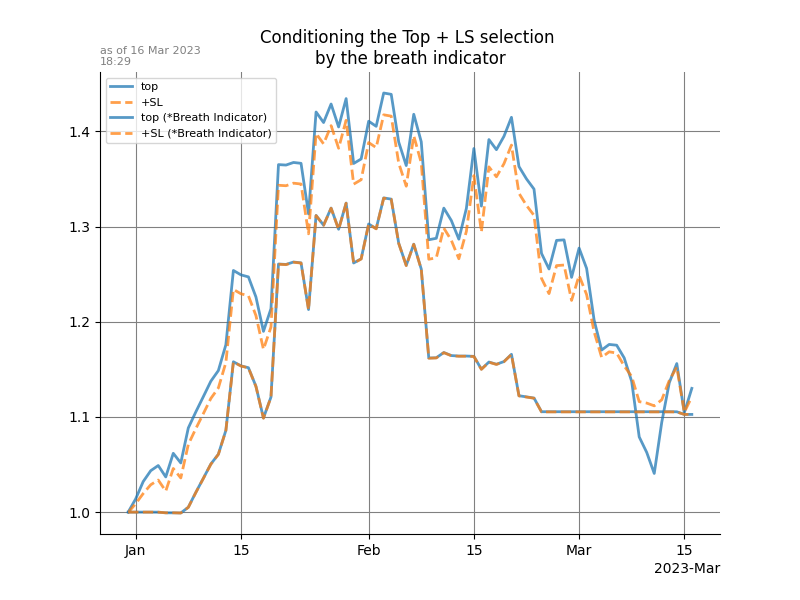 Conditioning the Top + LS selection
by the breath indicator
as of 16 Mar 2023
18:29
top
+SL
top (*Breath Indicator)
+SL (*Breath Indicator)
1.4
1.3
1.2
1.1
1.0
Jan 15 Feb 15 Mar 15
2023-Mar